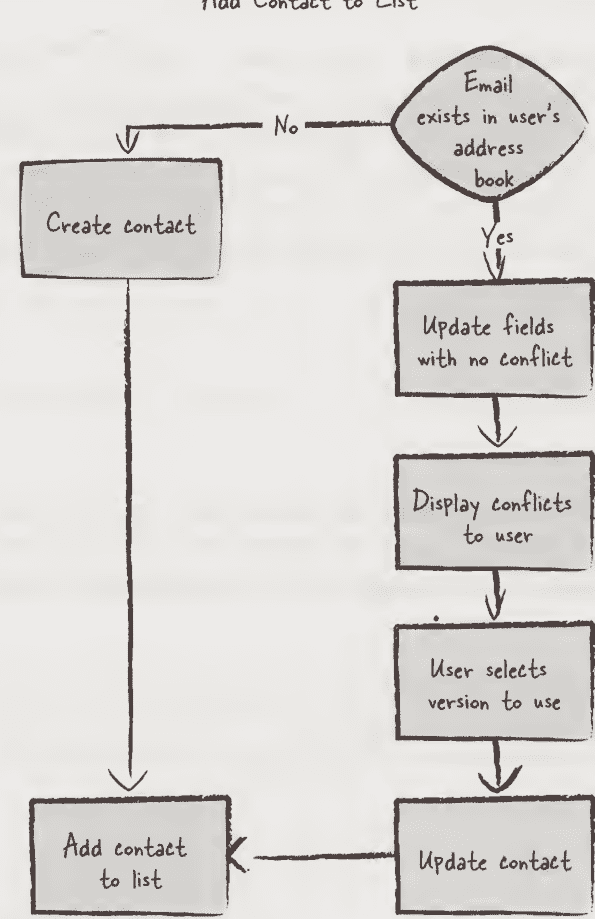 Add Contact to List
Email
exists in user's
address
book
No
Yes
Create contact
Update fields
with no conflict
Display conflicts
to user
User selects
version to use
Add contact
to list
Update contact